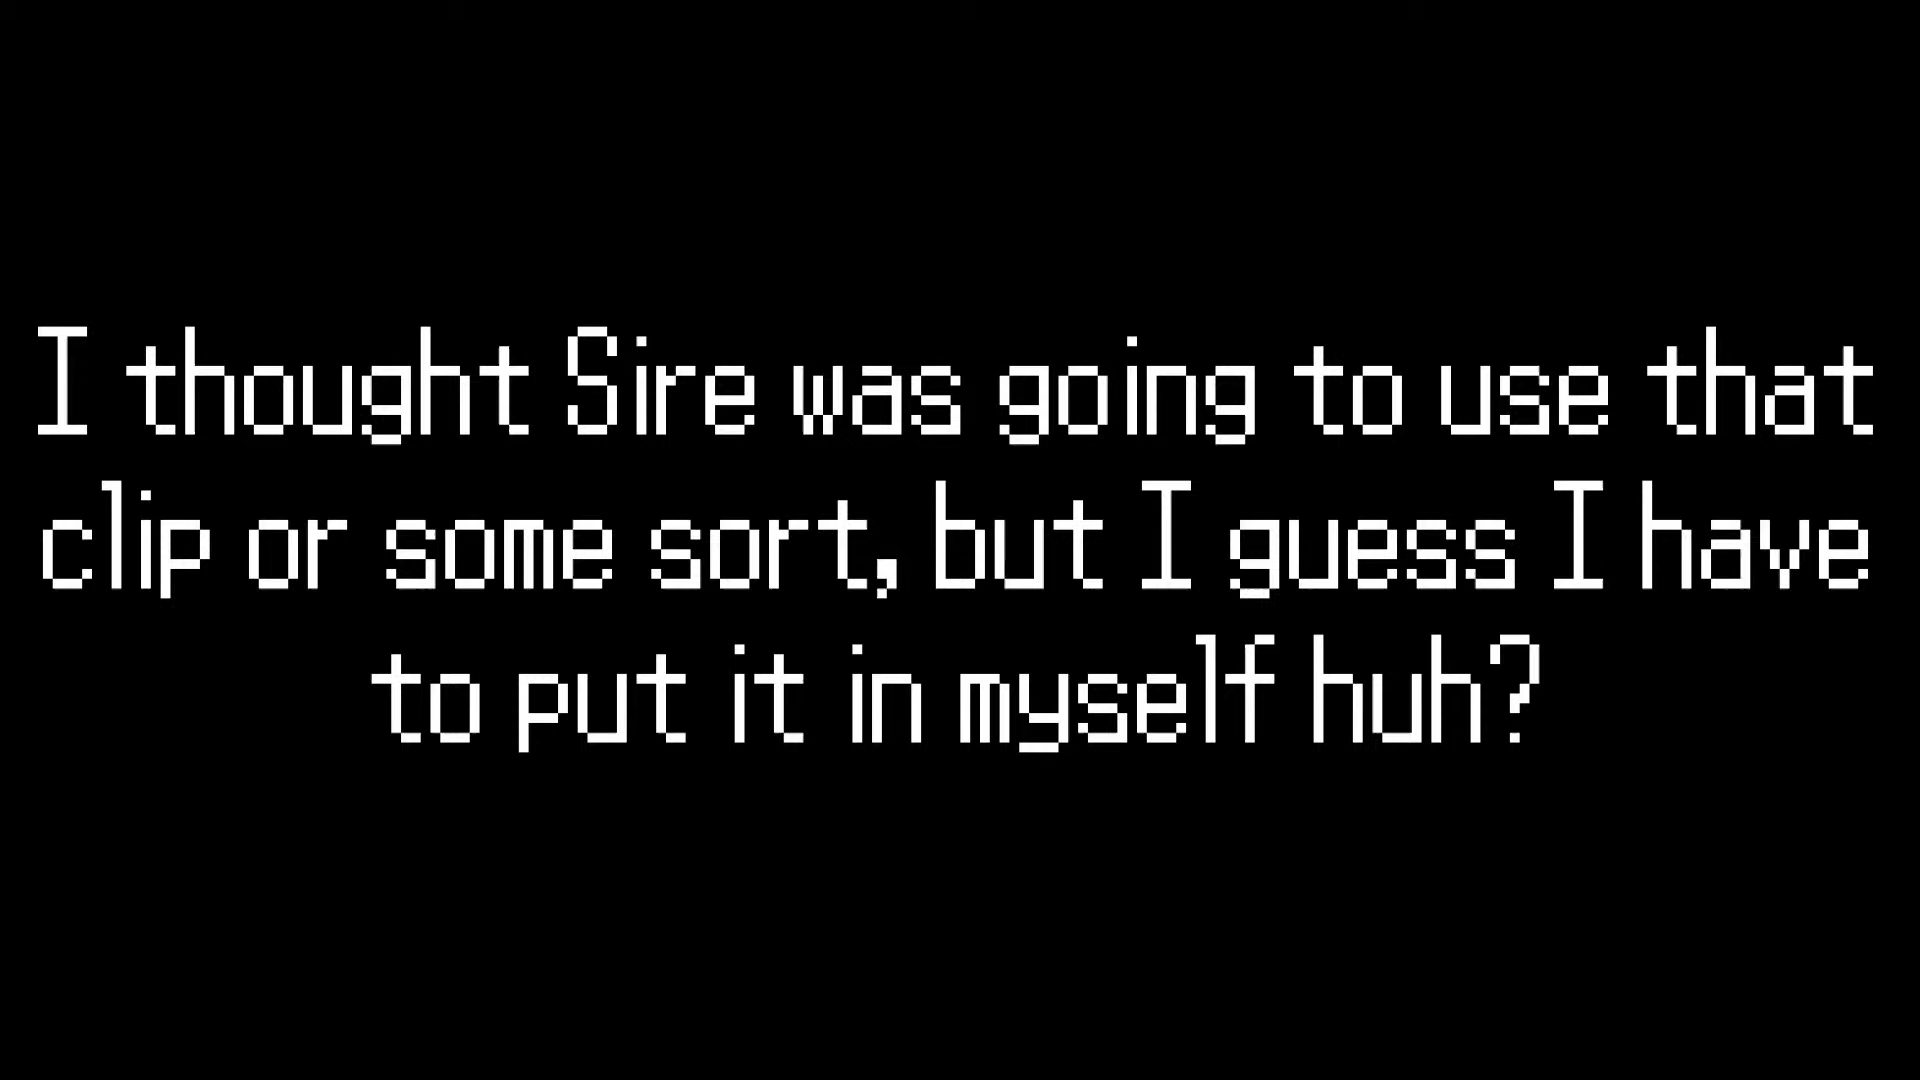 I thought Sire was going to use that
clip or some sort, but I guess I have
to put it in myself huh?